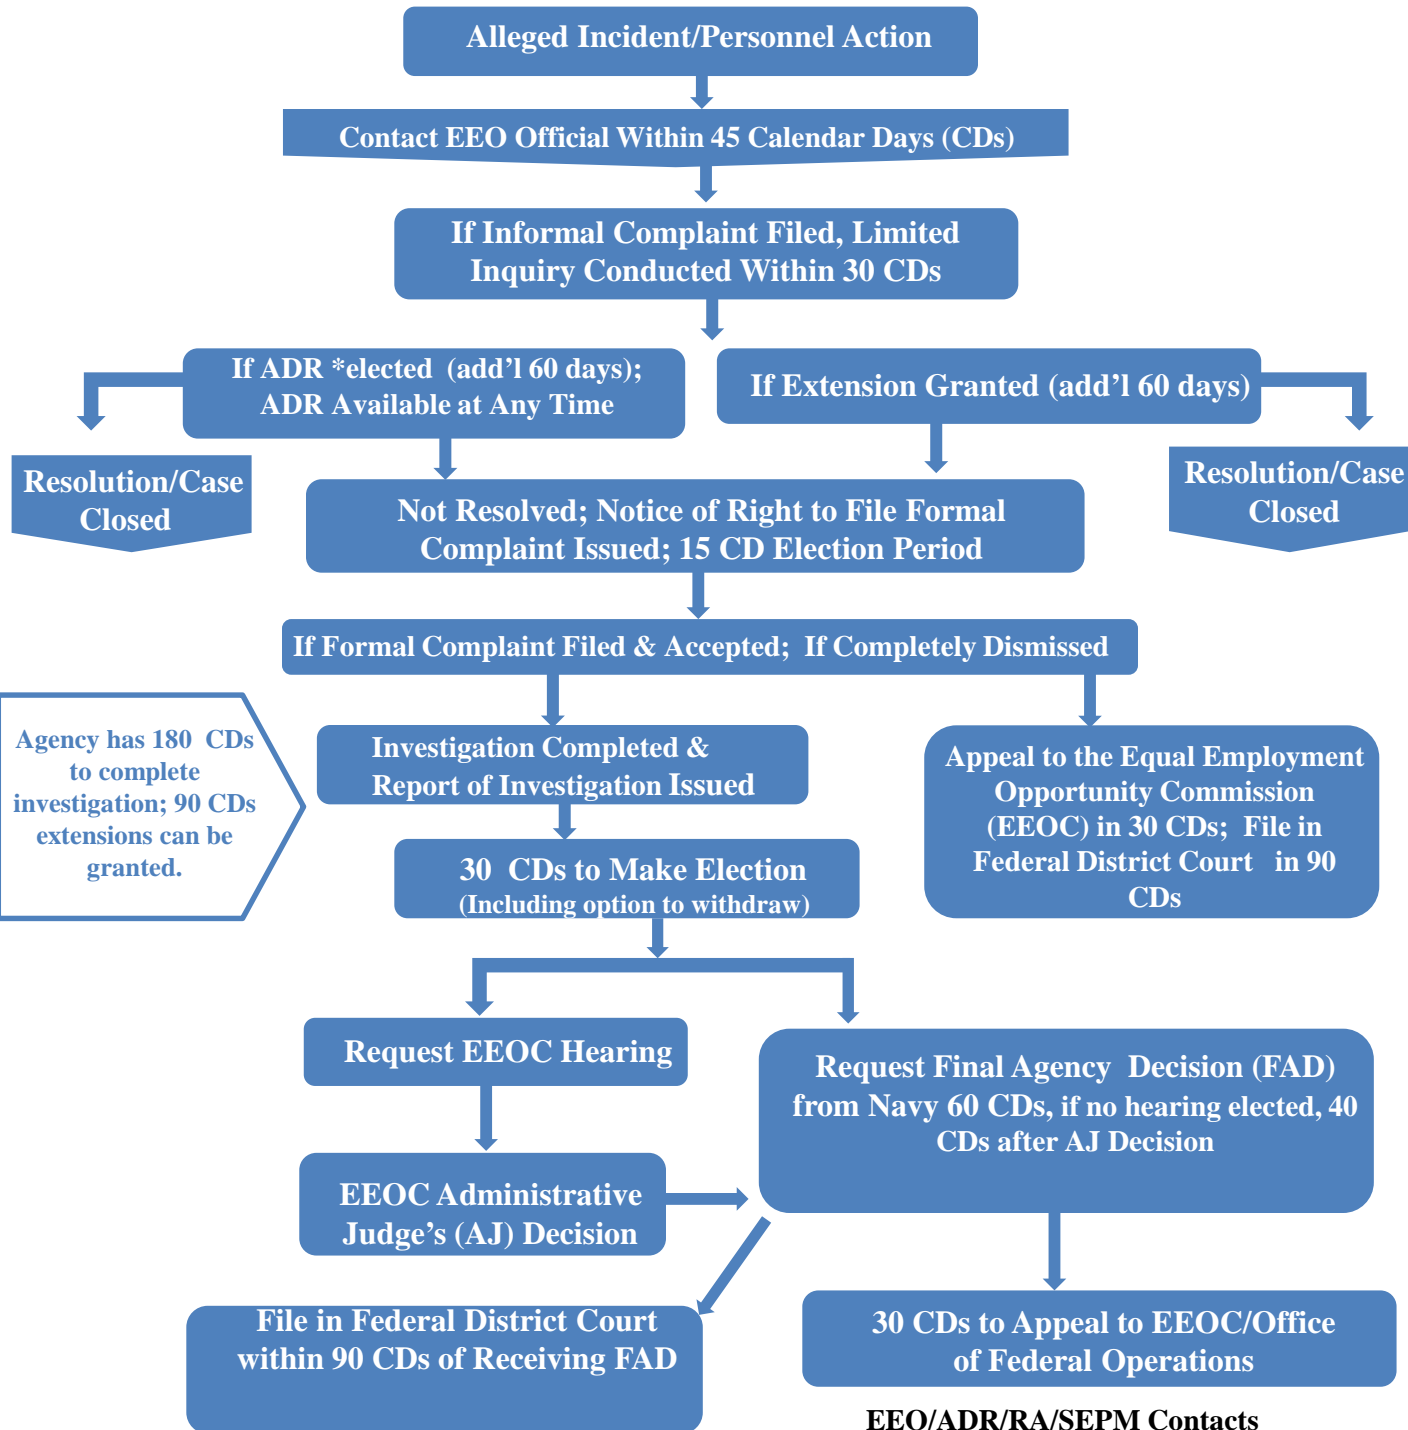 Alleged Incident/Personnel Action
Contact EEO Official Within 45 Calendar Days (CDs)
If Informal Complaint Filed, Limited
Inquiry Conducted Within 30 CDs
If ADR *elected (add’l 60 days);
ADR Available at Any Time
If Extension Granted (add’l 60 days)
Resolution/Case
Closed
Resolution/Case
Closed
Not Resolved; Notice of Right to File Formal
Complaint Issued; 15 CD Election Period
If Formal Complaint Filed & Accepted; If Completely Dismissed
Agency has 180 CDs
to complete
investigation; 90 CDs
extensions can be
granted.
Investigation Completed &
Report of Investigation Issued
Appeal to the Equal Employment
Opportunity Commission
(EEOC) in 30 CDs; File in
Federal District Court in 90
CDs
30 CDs to Make Election
(Including option to withdraw)
Request EEOC Hearing
Request Final Agency Decision (FAD)
from Navy 60 CDs, if no hearing elected, 40
CDs after AJ Decision
EEOC Administrative
Judge’s (AJ) Decision
File in Federal District Court
within 90 CDs of Receiving FAD
30 CDs to Appeal to EEOC/Office
of Federal Operations
EEO/ADR/RA/SEPM Contacts